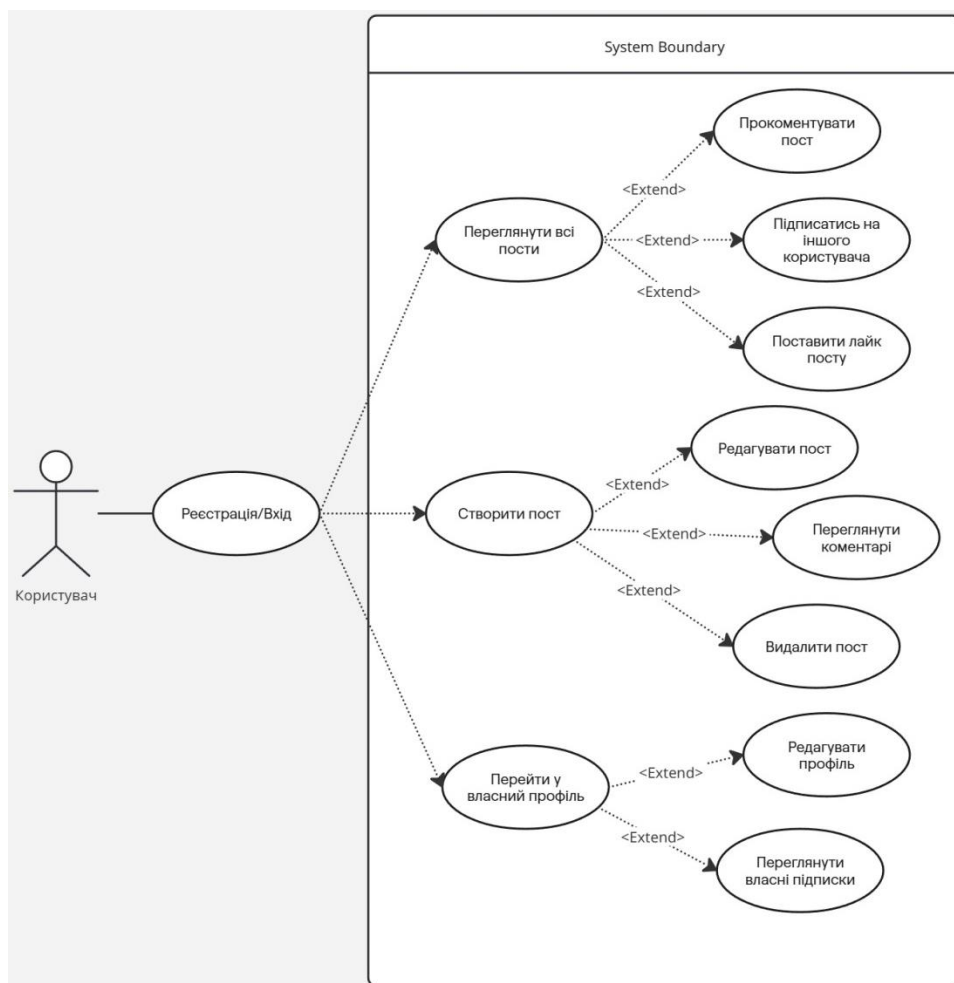 System Boundary
Прокоментувати
пост
<Extend>
Переглянути всі
пости
<Extend>
Підписатись на
іншого
користувача
<Extend>
Поставити лайк
посту
Редагувати пост
<Extend>
Реєстрація/Вхід
Створити пост
<Extend>
Переглянути
коментарі
Користувач
<Extend>
Видалити пост
Перейти у
власний профіль
<Extend>
Редагувати
профіль
<Extend>
Переглянути
власні підписки